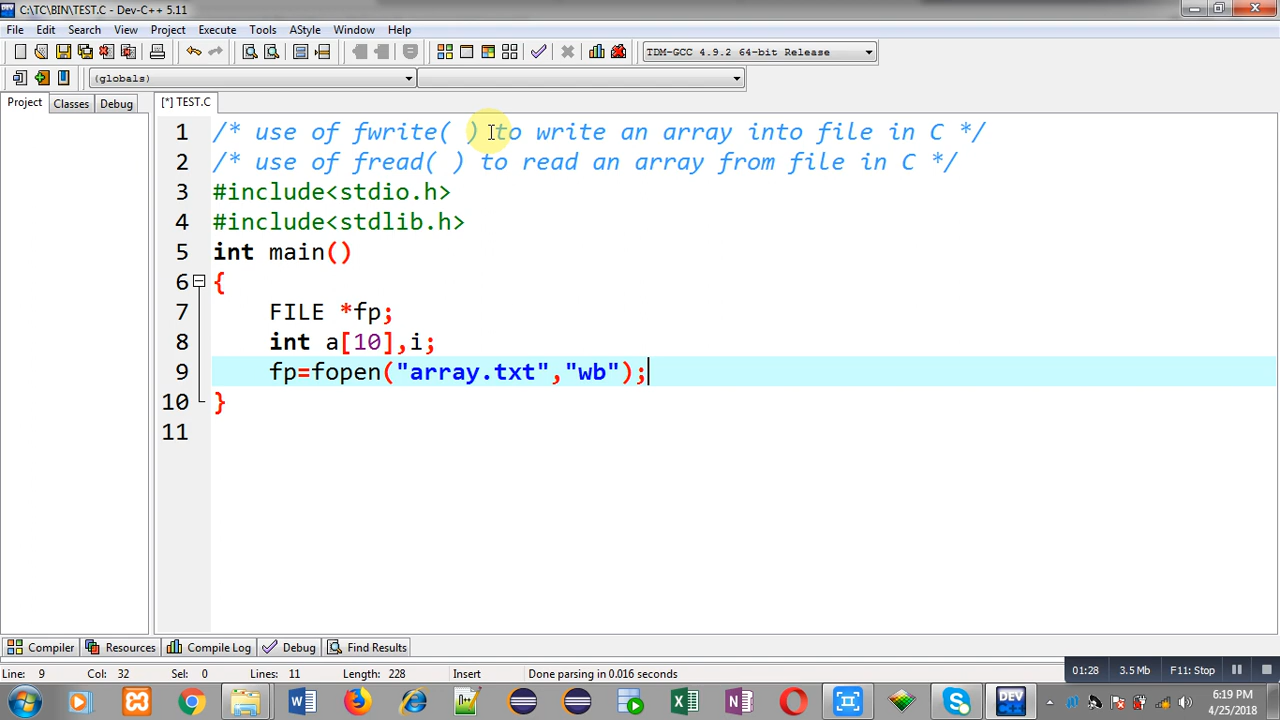 C:\TC\BIN\TEST.C - Dev-C++ 5.11
File Edit Search View Project Execute Tools AStyle Window Help
TDM-GCC 4.9.2 64-bit Release
(globals)
Project Classes Debug [*] TEST.C
1 /* use of fwrite( ) to write an array into file in C */
2 /* use of fread( ) to read an array from file in C */
3 #include<stdio.h>
4 #include<stdlib.h>
5 int main()
6 {
7 FILE *fp;
8 int a[10],i;
9 fp=fopen("array.txt","wb");
10 }
11
Compiler Resources Compile Log Debug Find Results
Line: 9 Col: 32 Sel: 0 Lines: 11 Length: 228 Insert Done parsing in 0.016 seconds
01:28 3.5 Mb F11: Stop
DEV
6:19 PM
4/25/2018